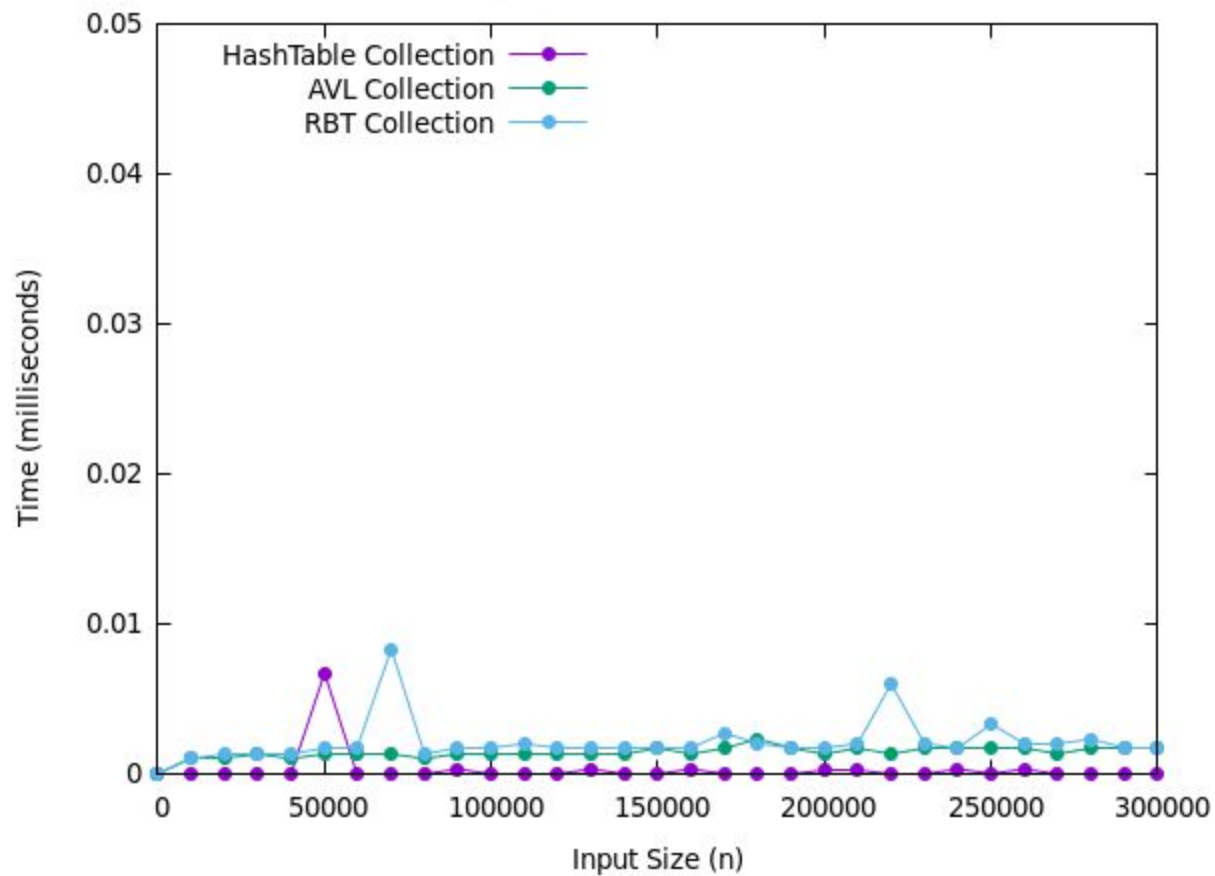 0.05
HashTable Collection
AVL Collection
RBT Collection
0.04
0.03
Time (milliseconds)
0.02
0.01
0
0 50000 100000 150000 200000 250000 300000
Input Size (n)